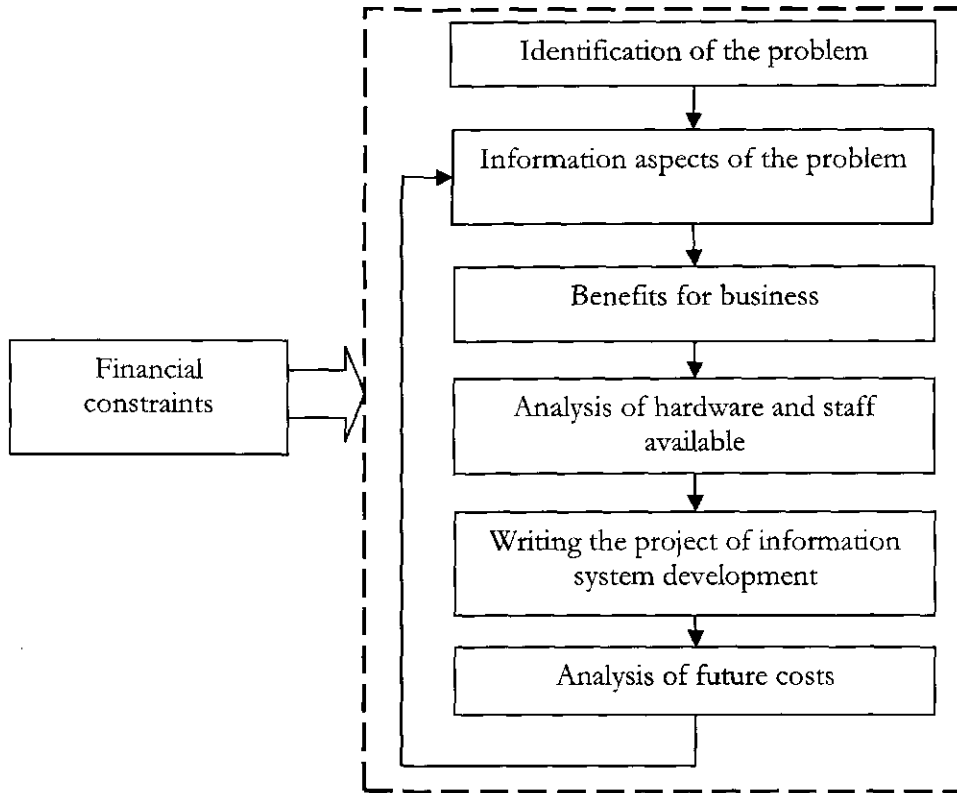 Identification of the problem
Information aspects of the problem
Benefits for business
Financial
constraints
Analysis of hardware and staff
available
Writing the project of information
system development
Analysis of future costs